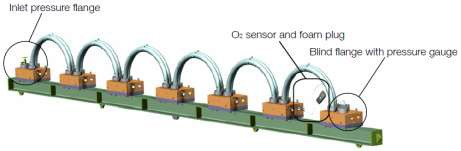 Inlet pressure flange
O₂ sensor and foam plug
Blind flange with pressure gauge